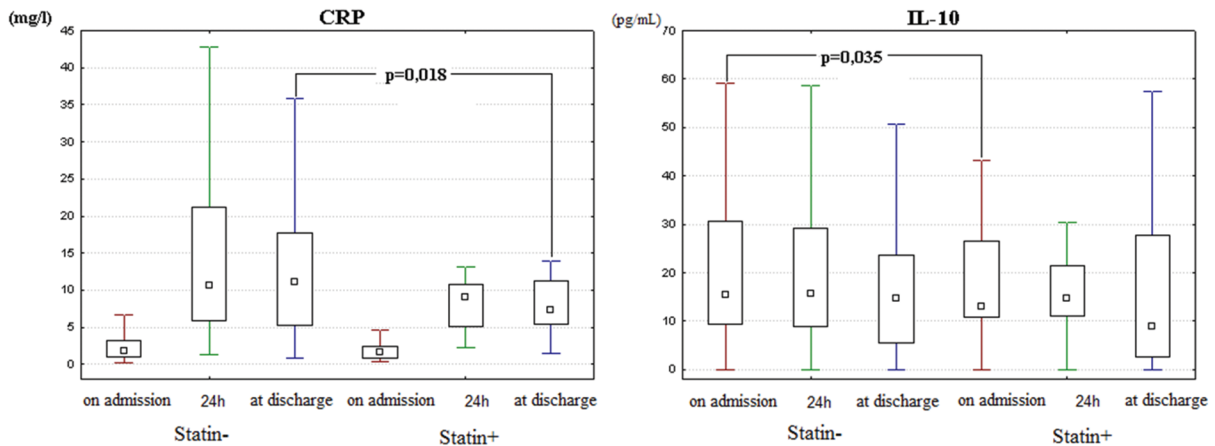 (mg/l)
CRP
45
40
35
30
25
20
15
10
5
0
p=0,018
on admission 24h at discharge on admission 24h at discharge
Statin- Statin+
(pg/mL)
IL-10
70
60
50
40
30
20
10
0
p=0,035
on admission 24h at discharge on admission 24h at discharge
Statin- Statin+